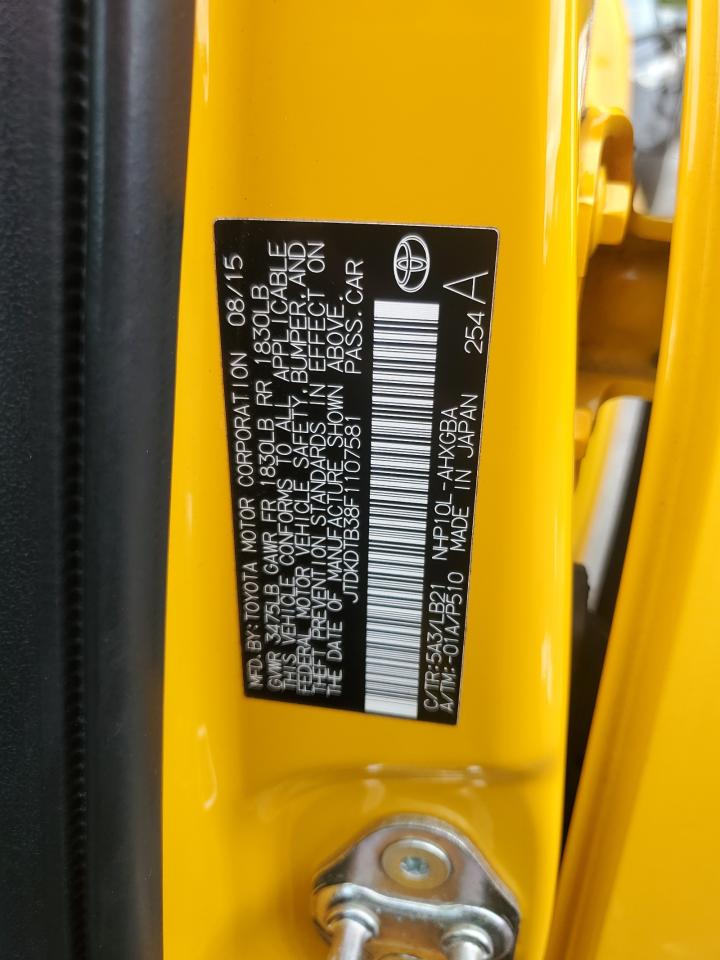 MFD. BY: TOYOTA MOTOR CORPORATION 08/15
GVWR 3475LB GAWR FR 1830LB RR 1830LB
THIS VEHICLE CONFORMS TO ALL APPLICABLE
FEDERAL MOTOR VEHICLE SAFETY, BUMPER, AND
THEFT PREVENTION STANDARDS IN EFFECT ON
THE DATE OF MANUFACTURE SHOWN ABOVE.
JTDKDTB38F1107581 PASS. CAR
C/TR:5A3/LB21 NHP10L-AHXGBA
A/TM:-01A/P510 MADE IN JAPAN 254 A